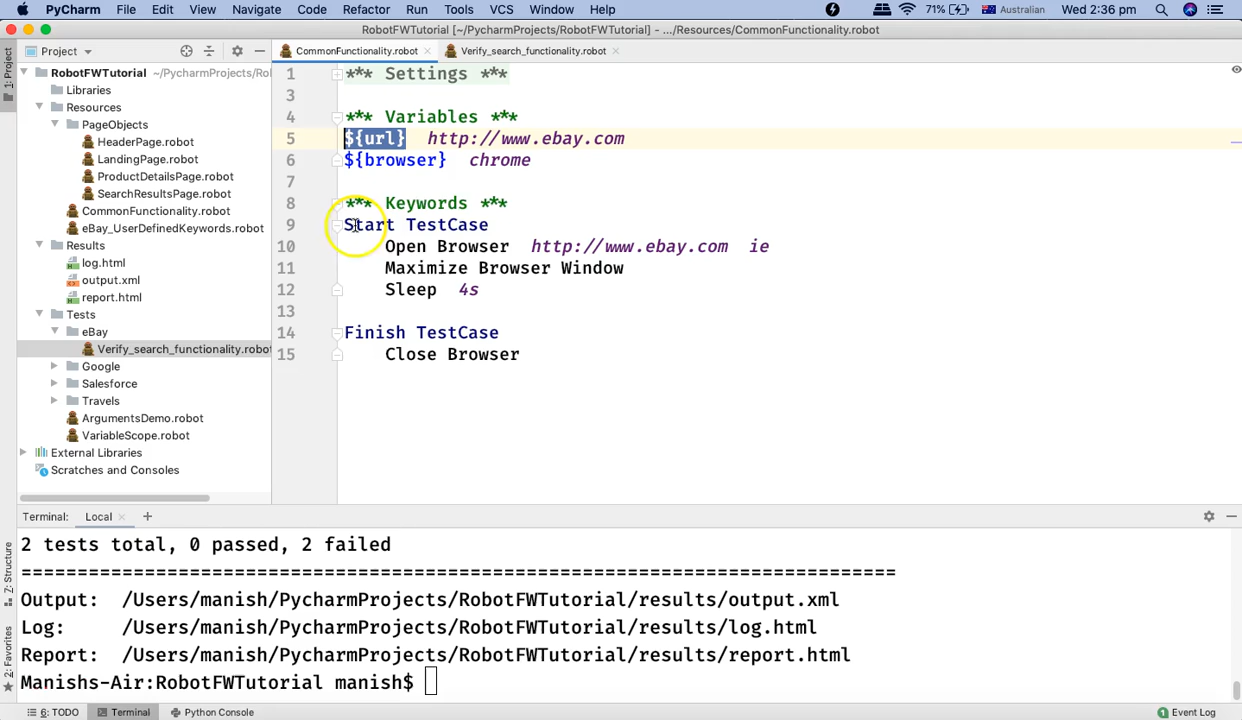 PyCharm File Edit View Navigate Code Refactor Run Tools VCS Window Help 71% Australian Wed 2:36 pm
RobotFWTutorial [~/PycharmProjects/RobotFWTutorial] - .../Resources/CommonFunctionality.robot
Project CommonFunctionality.robot Verify_search_functionality.robot
1: Project
RobotFWTutorial ~/PycharmProjects/Ro
Libraries
Resources
PageObjects
HeaderPage.robot
LandingPage.robot
ProductDetailsPage.robot
SearchResultsPage.robot
CommonFunctionality.robot
eBay_UserDefinedKeywords.robot
Results
log.html
output.xml
report.html
Tests
eBay
Verify_search_functionality.robot
Google
Salesforce
Travels
ArgumentsDemo.robot
VariableScope.robot
External Libraries
Scratches and Consoles
1 *** Settings ***
3
4 *** Variables ***
5 ${url} http://www.ebay.com
6 ${browser} chrome
7
8 *** Keywords ***
9 Start TestCase
10 Open Browser http://www.ebay.com ie
11 Maximize Browser Window
12 Sleep 4s
13
14 Finish TestCase
15 Close Browser
Terminal: Local
2 tests total, 0 passed, 2 failed
==============================================================================
Output: /Users/manish/PycharmProjects/RobotFWTutorial/results/output.xml
Log: /Users/manish/PycharmProjects/RobotFWTutorial/results/log.html
Report: /Users/manish/PycharmProjects/RobotFWTutorial/results/report.html
Manishs-Air:RobotFWTutorial manish$
Z: Structure
2: Favorites
6: TODO Terminal Python Console 1 Event Log